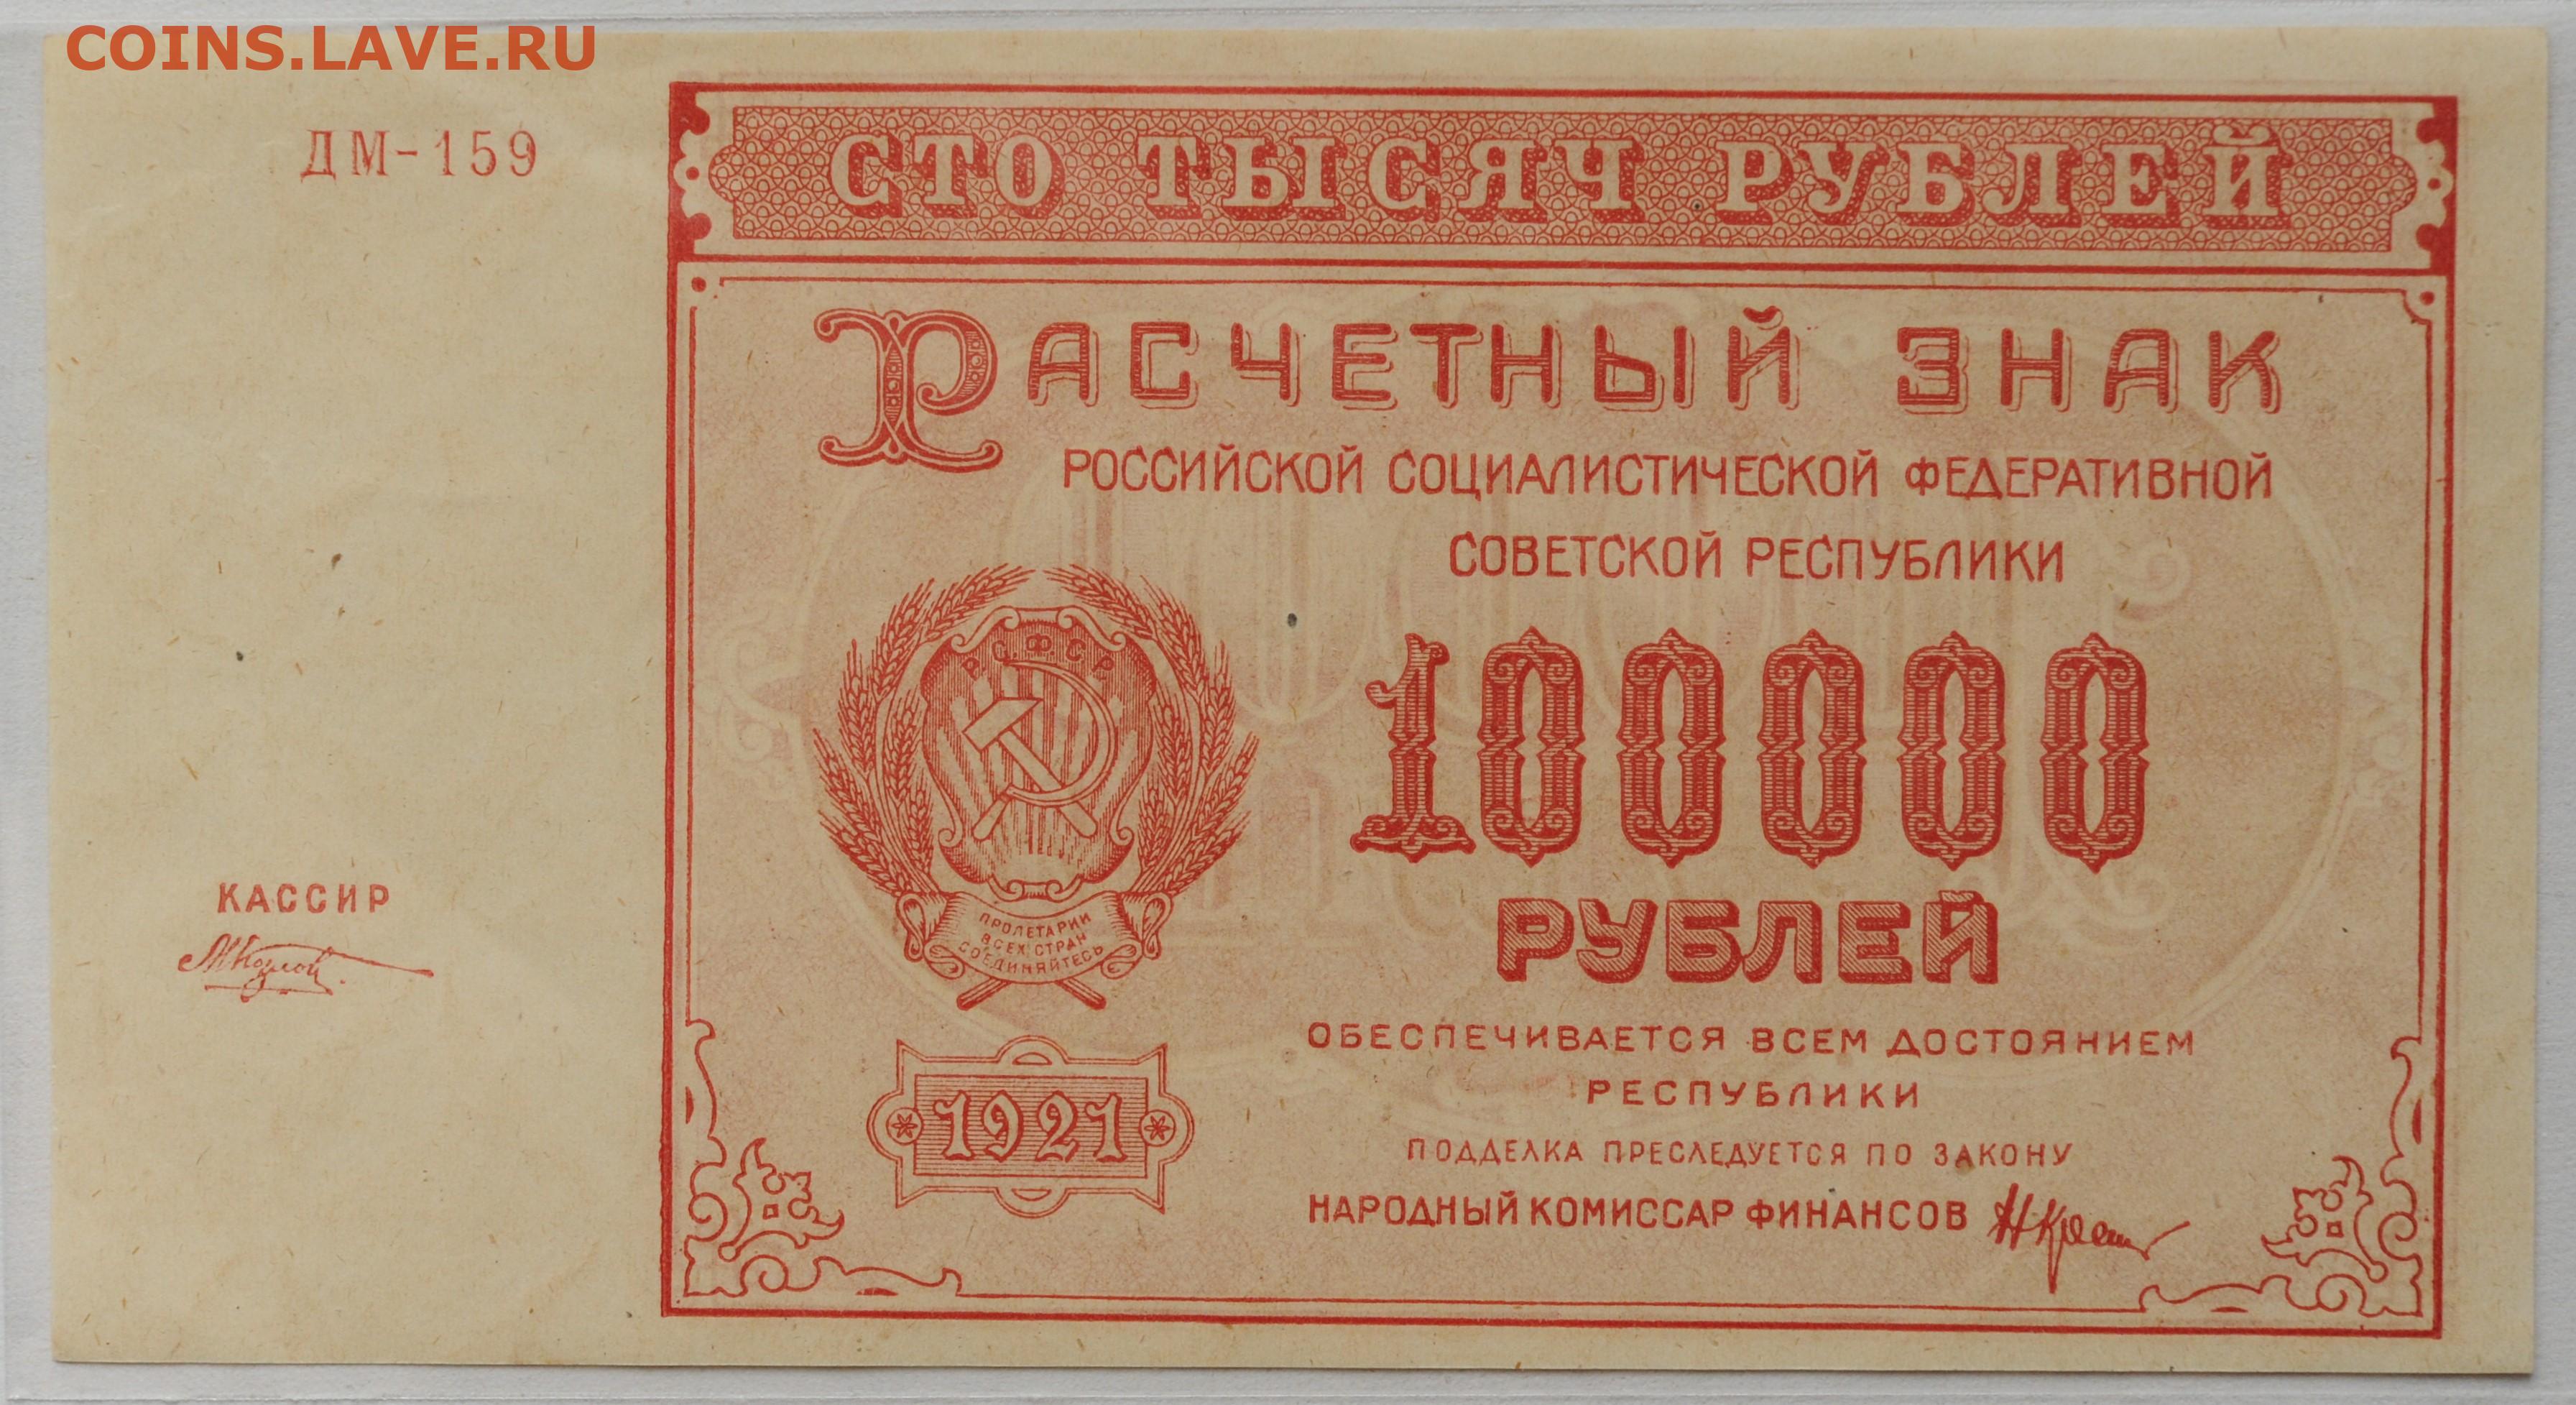 COINS.LAVE.RU
ДМ-159
СТО ТЫСЯЧ РУБЛЕЙ
РАСЧЕТНЫЙ ЗНАК
РОССИЙСКОЙ СОЦИАЛИСТИЧЕСКОЙ ФЕДЕРАТИВНОЙ
СОВЕТСКОЙ РЕСПУБЛИКИ
РСФСР
100000
РУБЛЕЙ
ПРОЛЕТАРИИ
ВСЕХ СТРАН
СОЕДИНЯЙТЕСЬ
КАССИР
1921
ОБЕСПЕЧИВАЕТСЯ ВСЕМ ДОСТОЯНИЕМ
РЕСПУБЛИКИ
ПОДДЕЛКА ПРЕСЛЕДУЕТСЯ ПО ЗАКОНУ
НАРОДНЫЙ КОМИССАР ФИНАНСОВ